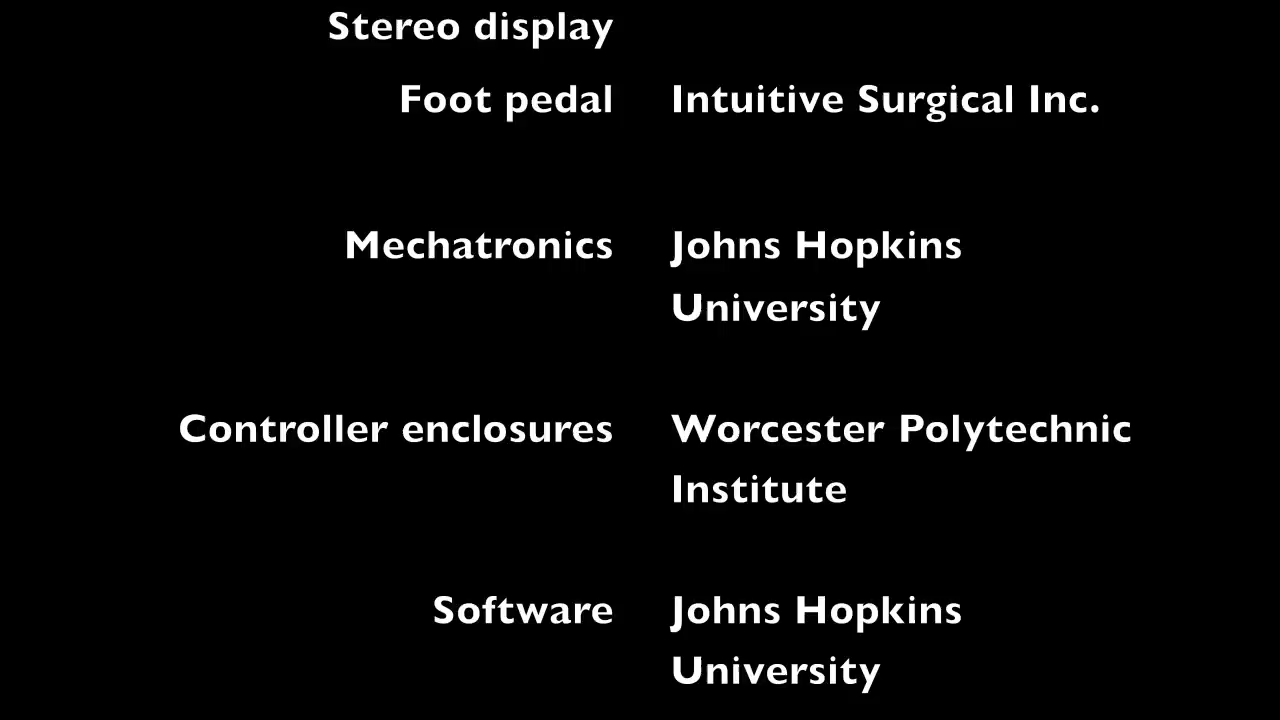 Stereo display
Foot pedal Intuitive Surgical Inc.
Mechatronics Johns Hopkins
University
Controller enclosures Worcester Polytechnic
Institute
Software Johns Hopkins
University